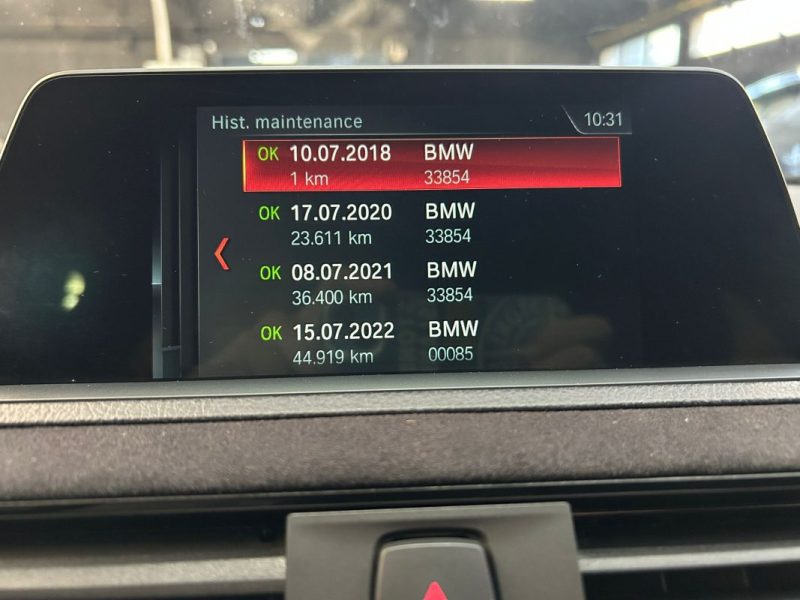 Hist. maintenance 10:31
OK 10.07.2018 BMW
1 km 33854
OK 17.07.2020 BMW
23.611 km 33854
OK 08.07.2021 BMW
36.400 km 33854
OK 15.07.2022 BMW
44.919 km 00085